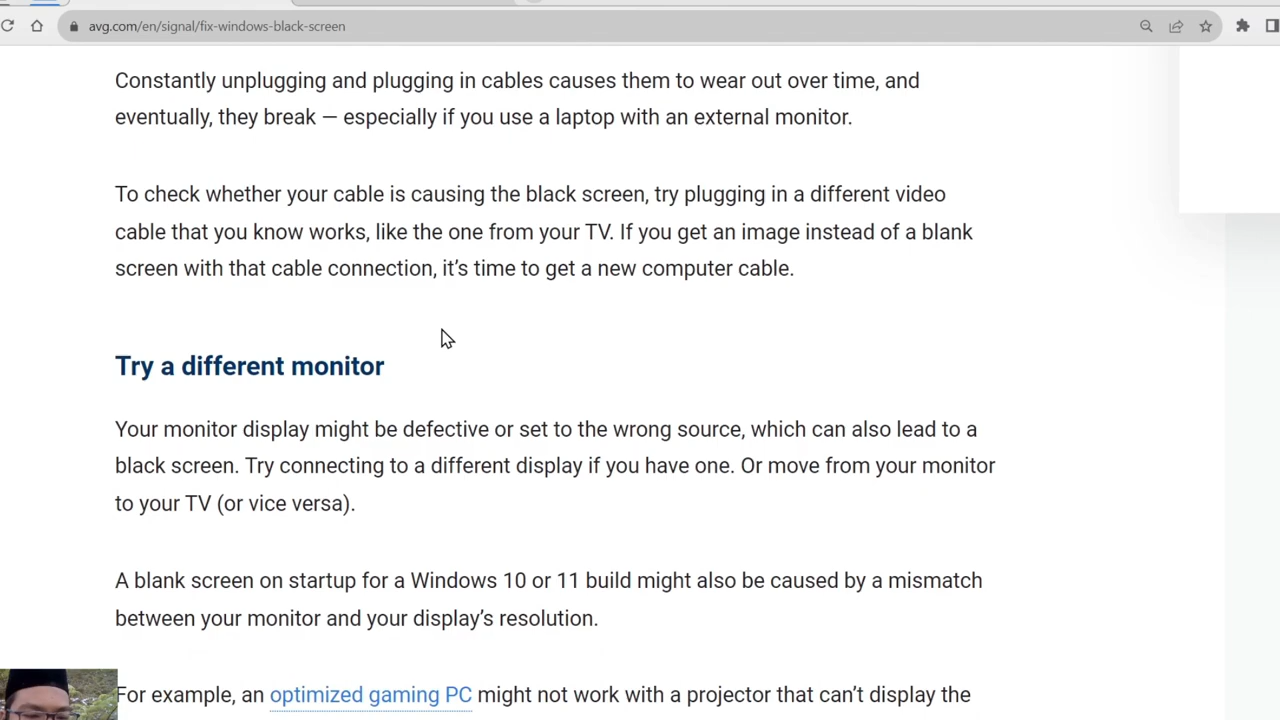 avg.com/en/signal/fix-windows-black-screen
Constantly unplugging and plugging in cables causes them to wear out over time, and
eventually, they break — especially if you use a laptop with an external monitor.
To check whether your cable is causing the black screen, try plugging in a different video
cable that you know works, like the one from your TV. If you get an image instead of a blank
screen with that cable connection, it’s time to get a new computer cable.
Try a different monitor
Your monitor display might be defective or set to the wrong source, which can also lead to a
black screen. Try connecting to a different display if you have one. Or move from your monitor
to your TV (or vice versa).
A blank screen on startup for a Windows 10 or 11 build might also be caused by a mismatch
between your monitor and your display’s resolution.
For example, an optimized gaming PC might not work with a projector that can’t display the